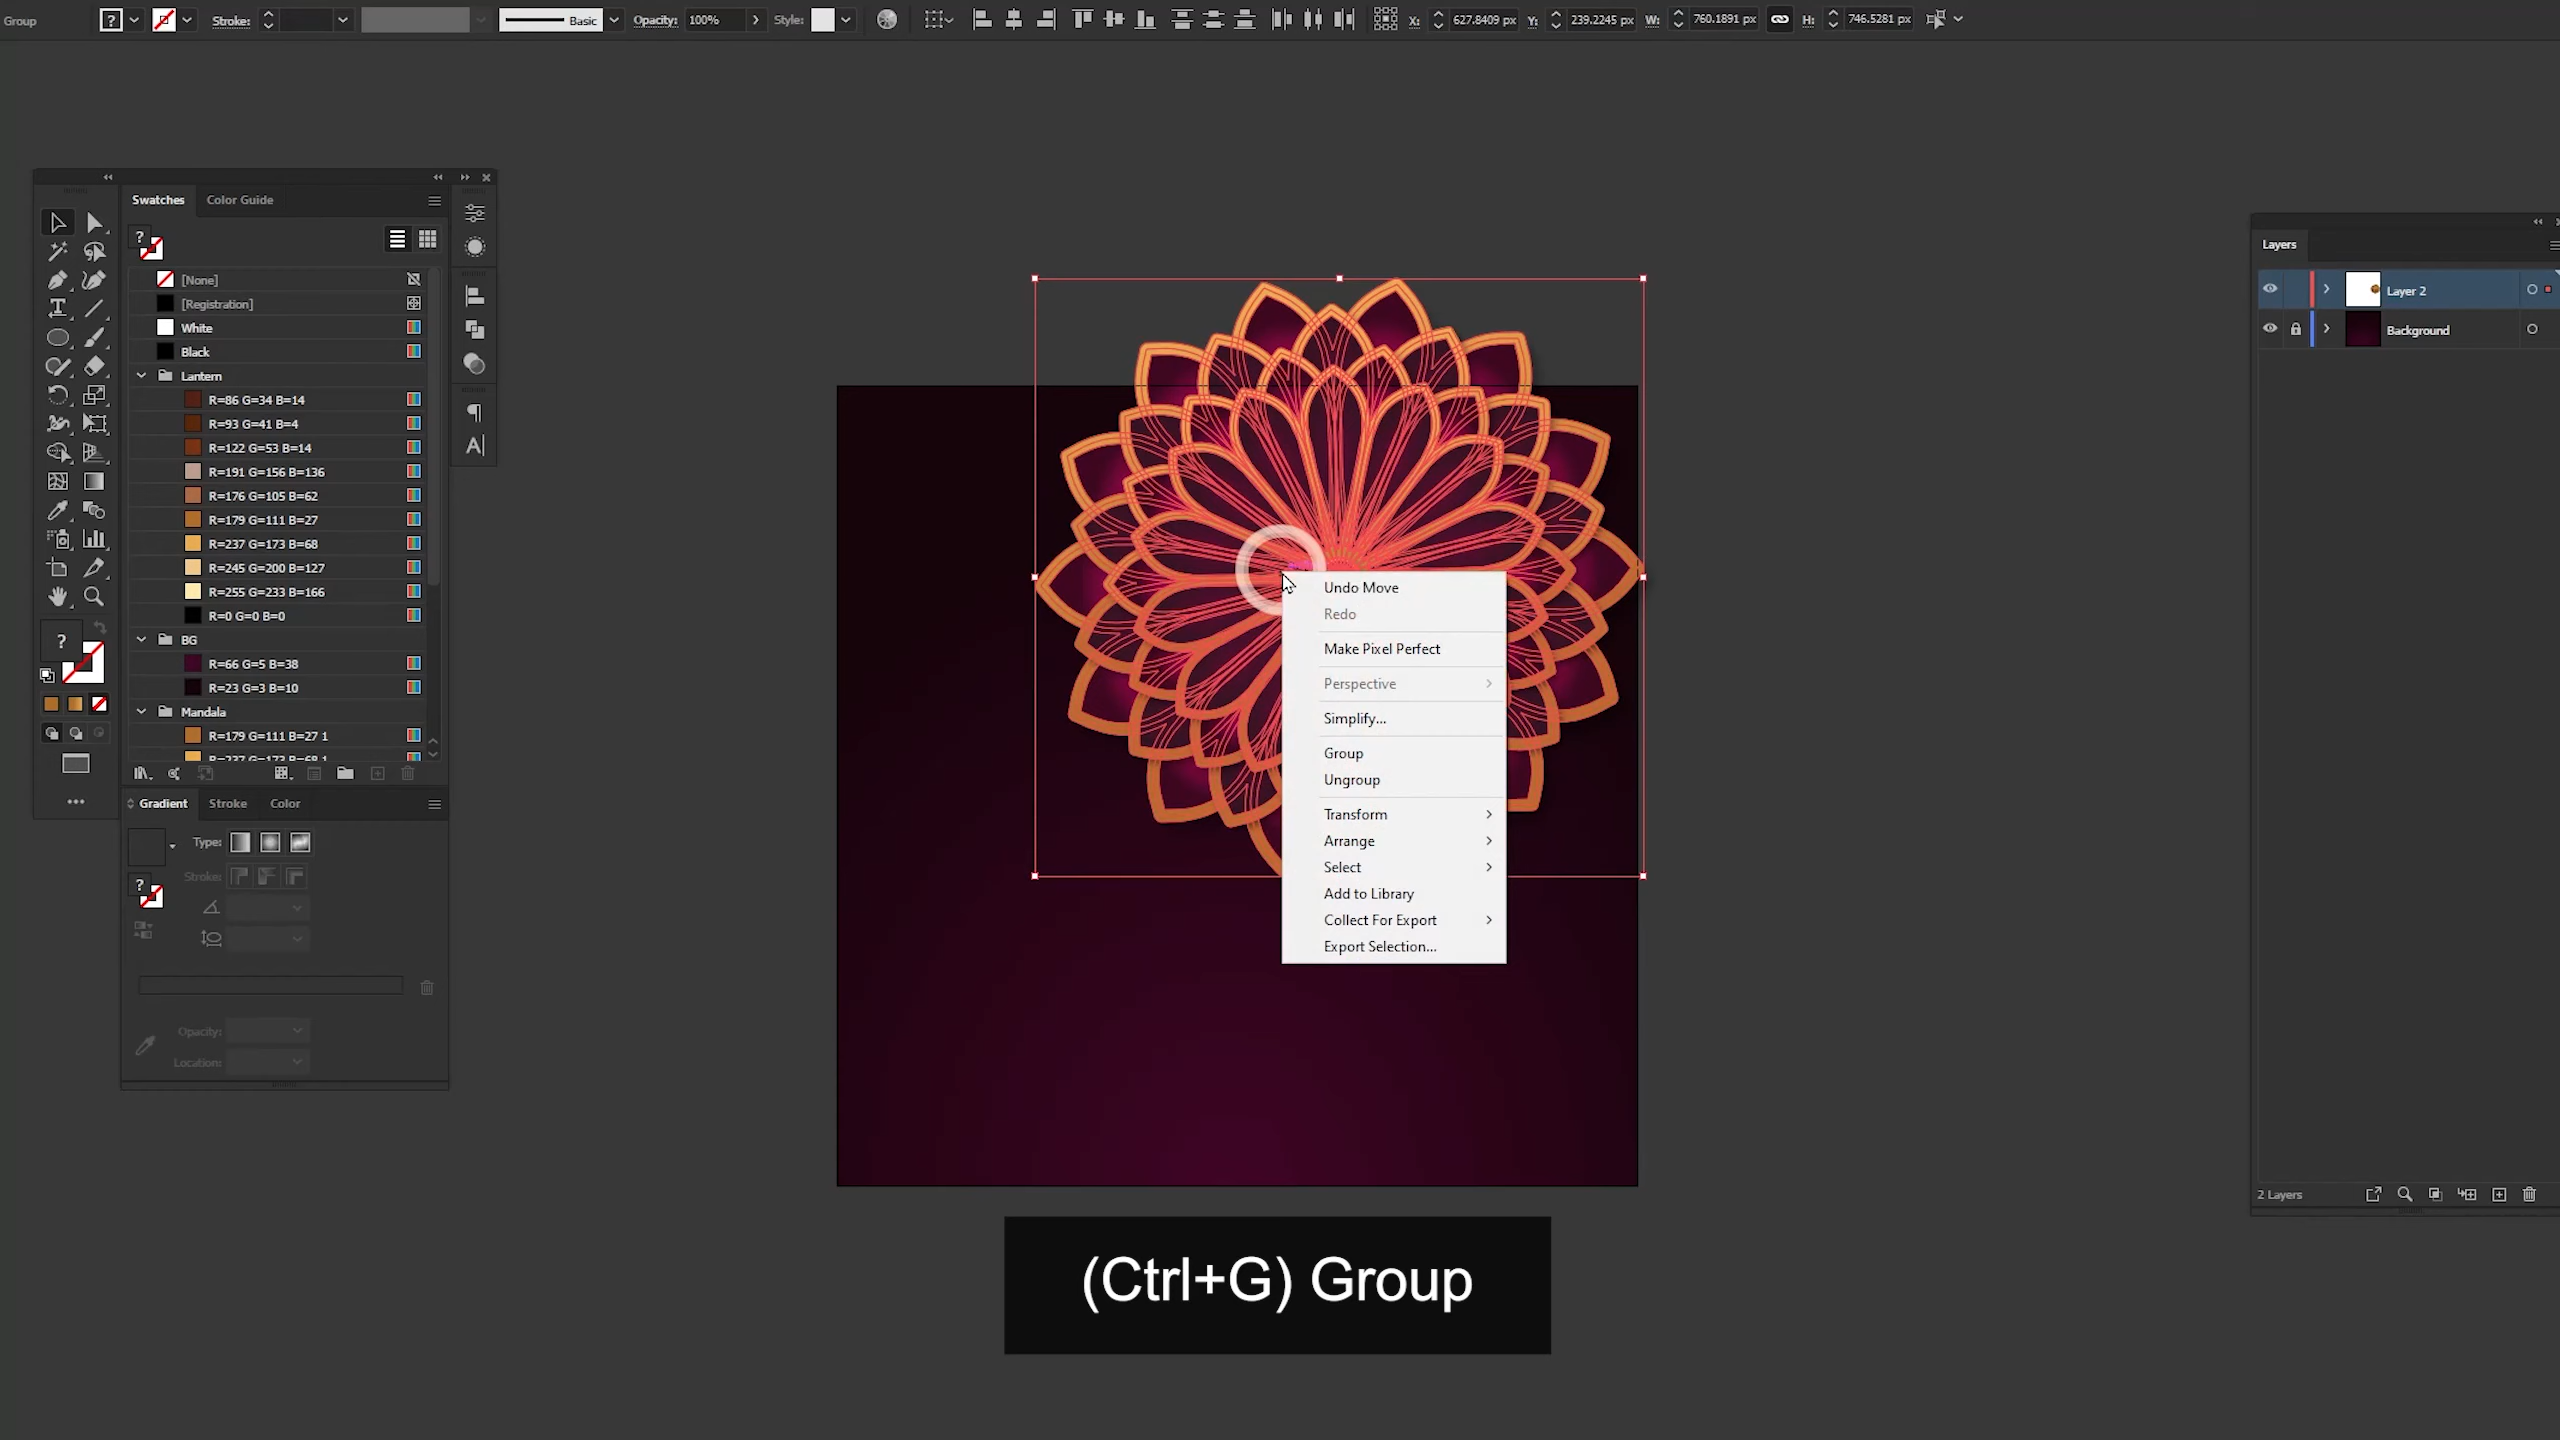 Group
?
Stroke:
Basic
Opacity:
100%
Style:
X:
627.8409 px
Y:
239.2245 px
W:
760.1891 px
H:
746.5281 px
Swatches
Color Guide
?
[None]
[Registration]
White
Black
Lantern
R=86 G=34 B=14
R=93 G=41 B=4
R=122 G=53 B=14
R=191 G=156 B=136
R=176 G=105 B=62
R=179 G=111 B=27
R=237 G=173 B=68
R=245 G=200 B=127
R=255 G=233 B=166
R=0 G=0 B=0
BG
R=66 G=5 B=38
R=23 G=3 B=10
Mandala
R=179 G=111 B=27 1
R=237 G=173 B=68 1
?
Gradient
Stroke
Color
Type:
Stroke:
?
Opacity:
Location:
Undo Move
Redo
Make Pixel Perfect
Perspective
Simplify...
Group
Ungroup
Transform
Arrange
Select
Add to Library
Collect For Export
Export Selection...
Layers
Layer 2
Background
2 Layers
(Ctrl+G) Group